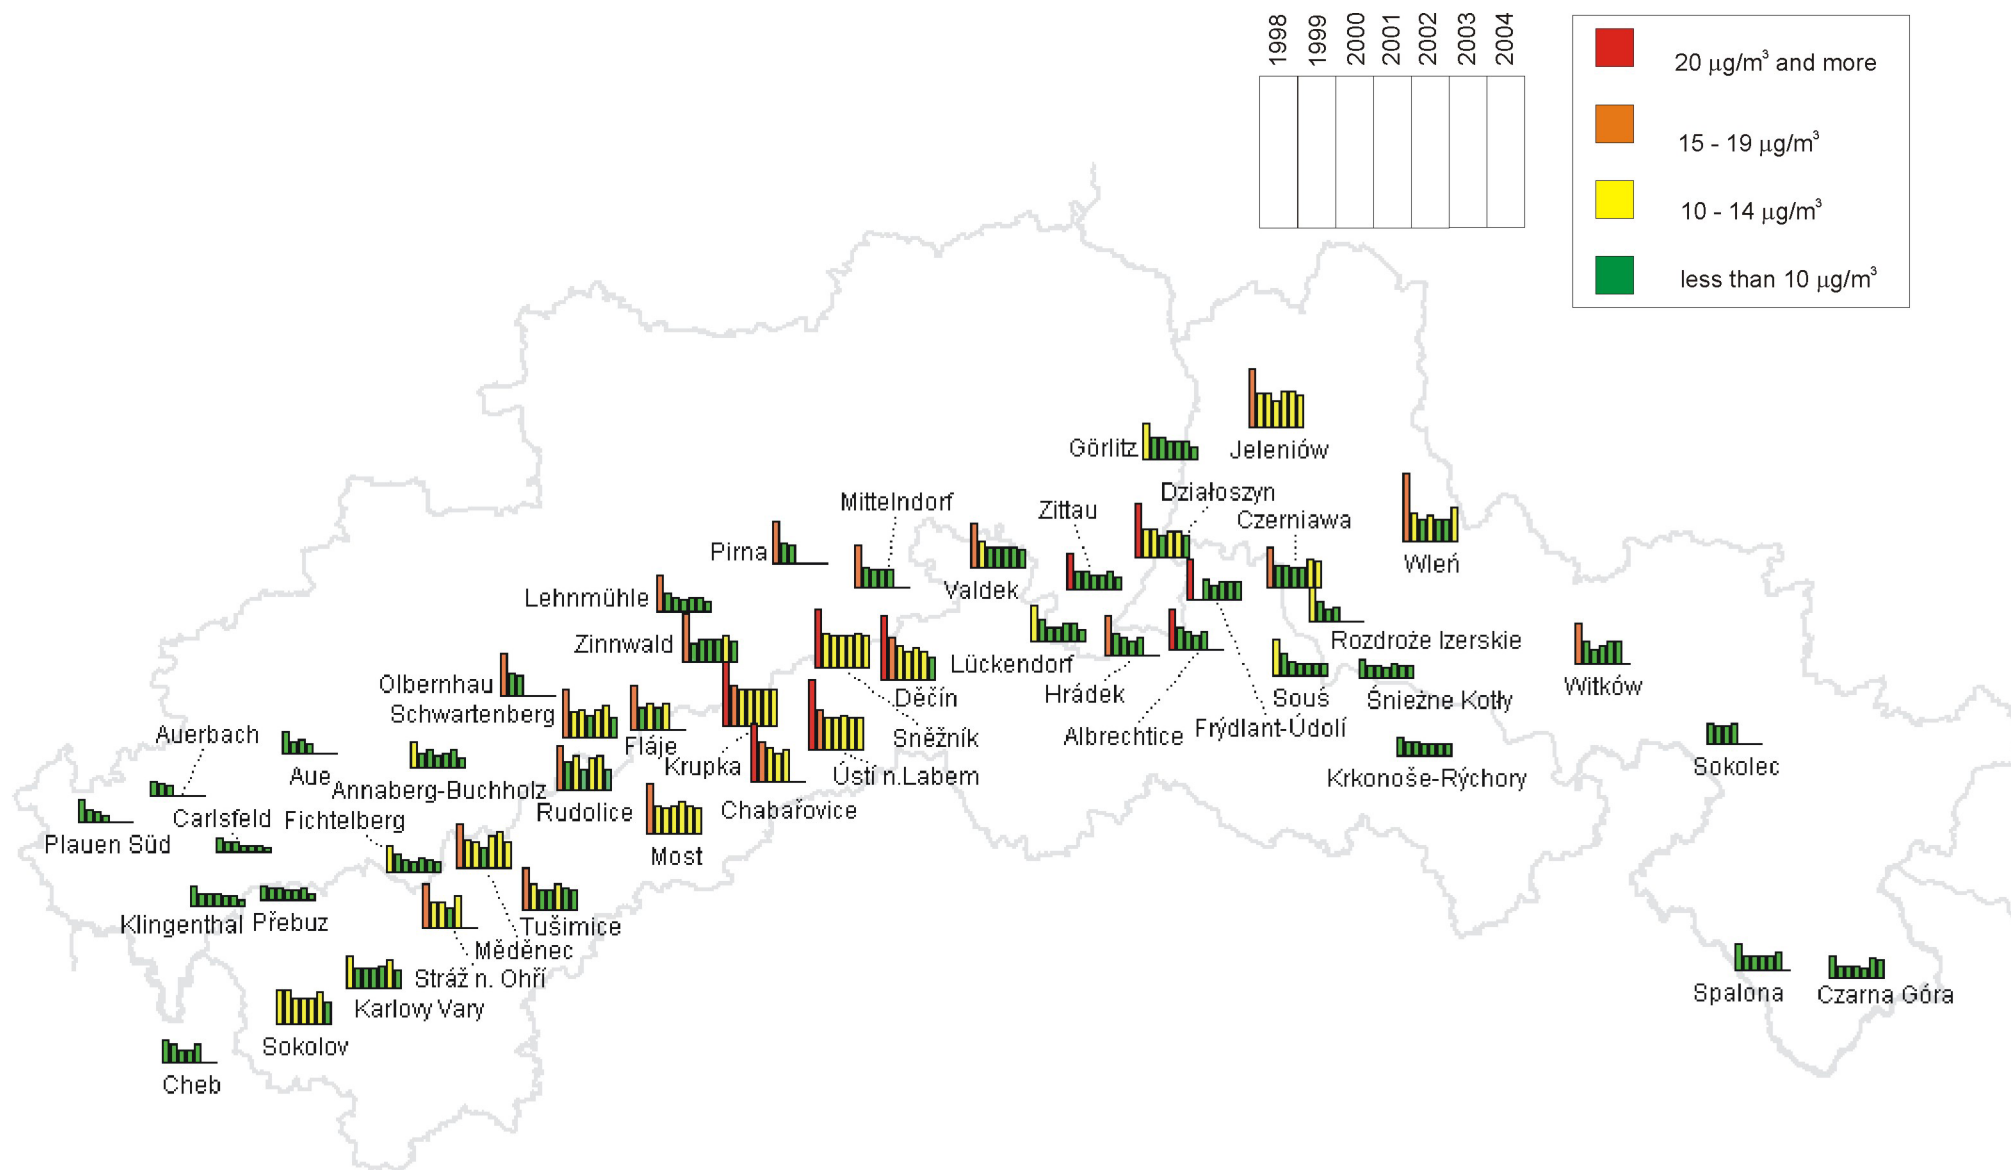 1998
1999
2000
2001
2002
2003
2004
20 µg/m³ and more
15 - 19 µg/m³
10 - 14 µg/m³
less than 10 µg/m³
Görlitz
Jeleniów
Działoszyn
Mittelndorf
Zittau
Czerniawa
Pirna
Wleń
Valdek
Lehnmühle
Zinnwald
Rozdroże Izerskie
Lückendorf
Olbernhau
Děčín
Hrádek
Souś
Śnieżne Kotły
Witków
Schwartenberg
Frýdlant-Údolí
Albrechtice
Sněžník
Auerbach
Fláje
Krupka
Aue
Ústí n.Labem
Sokolec
Krkonoše-Rýchory
Annaberg-Buchholz
Rudolice
Chabařovice
Carlsfeld
Fichtelberg
Plauen Süd
Most
Klingenthal
Přebuz
Tušimice
Měděnec
Stráž n. Ohří
Spalona
Czarna Góra
Karlovy Vary
Sokolov
Cheb